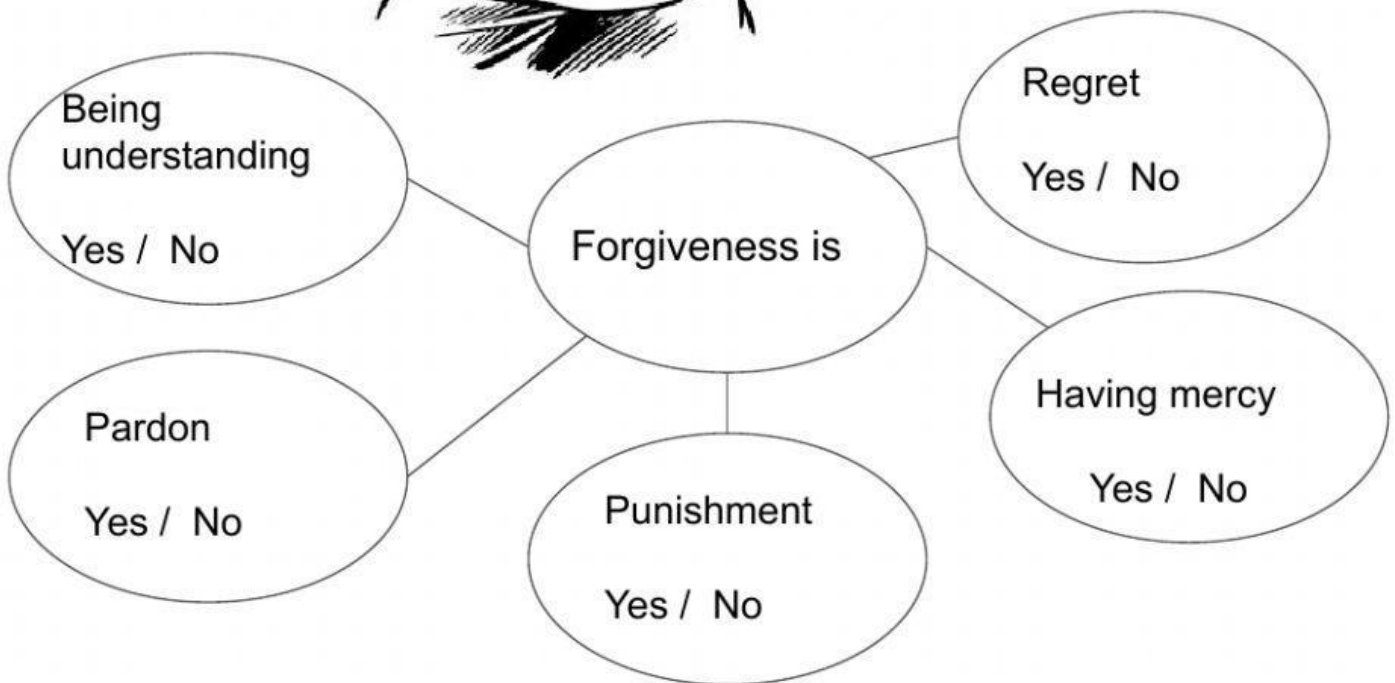 Being
understanding
Yes / No
Forgiveness is
Regret
Yes / No
Pardon
Yes / No
Punishment
Yes / No
Having mercy
Yes / No